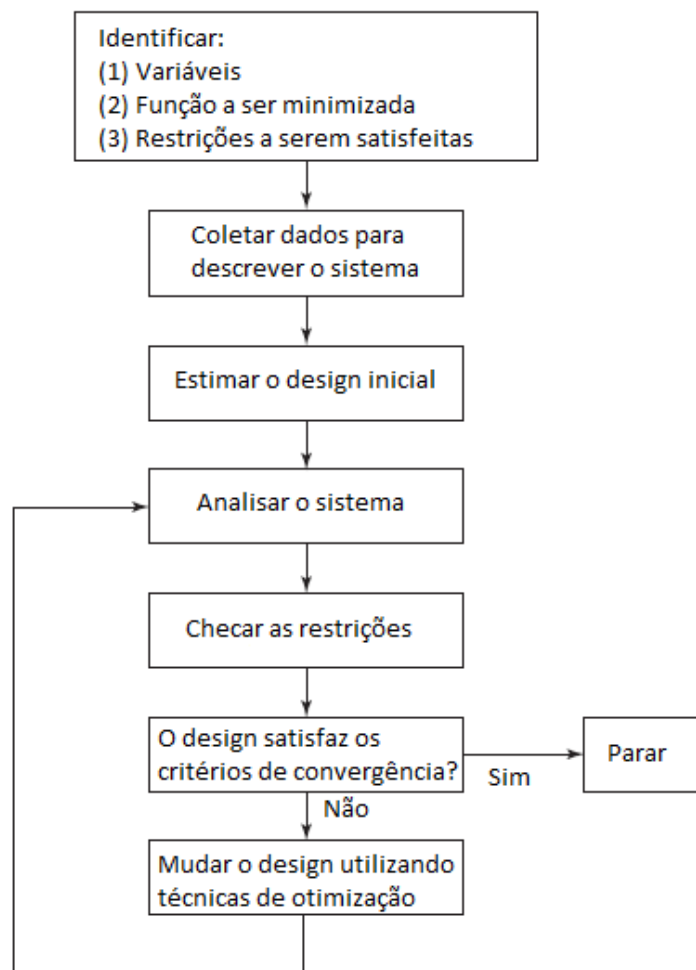 Identificar:
(1) Variáveis
(2) Função a ser minimizada
(3) Restrições a serem satisfeitas
Coletar dados para
descrever o sistema
Estimar o design inicial
Analisar o sistema
Checar as restrições
O design satisfaz os
critérios de convergência?
Sim
Parar
Não
Mudar o design utilizando
técnicas de otimização